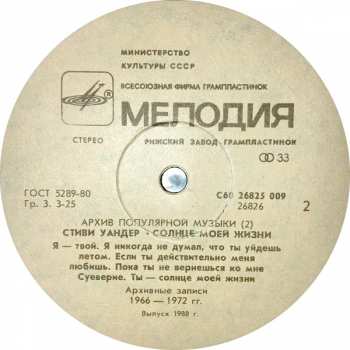 МИНИСТЕРСТВО
КУЛЬТУРЫ СССР
ВСЕСОЮЗНАЯ ФИРМА ГРАМПЛАСТИНОК
МЕЛОДИЯ
СТЕРЕО
РИЖСКИЙ ЗАВОД ГРАМПЛАСТИНОК
33
ГОСТ 5289-80
Гр. 3. 3-25
С60 26825 009
26826
2
АРХИВ ПОПУЛЯРНОЙ МУЗЫКИ (2)
СТИВИ УАНДЕР · СОЛНЦЕ МОЕЙ ЖИЗНИ
Я — твой. Я никогда не думал, что ты уйдешь
летом. Если ты действительно меня
любишь. Пока ты не вернешься ко мне
Суеверие. Ты — солнце моей жизни
Архивные записи
1966 — 1972 гг.
Выпуск 1988 г.